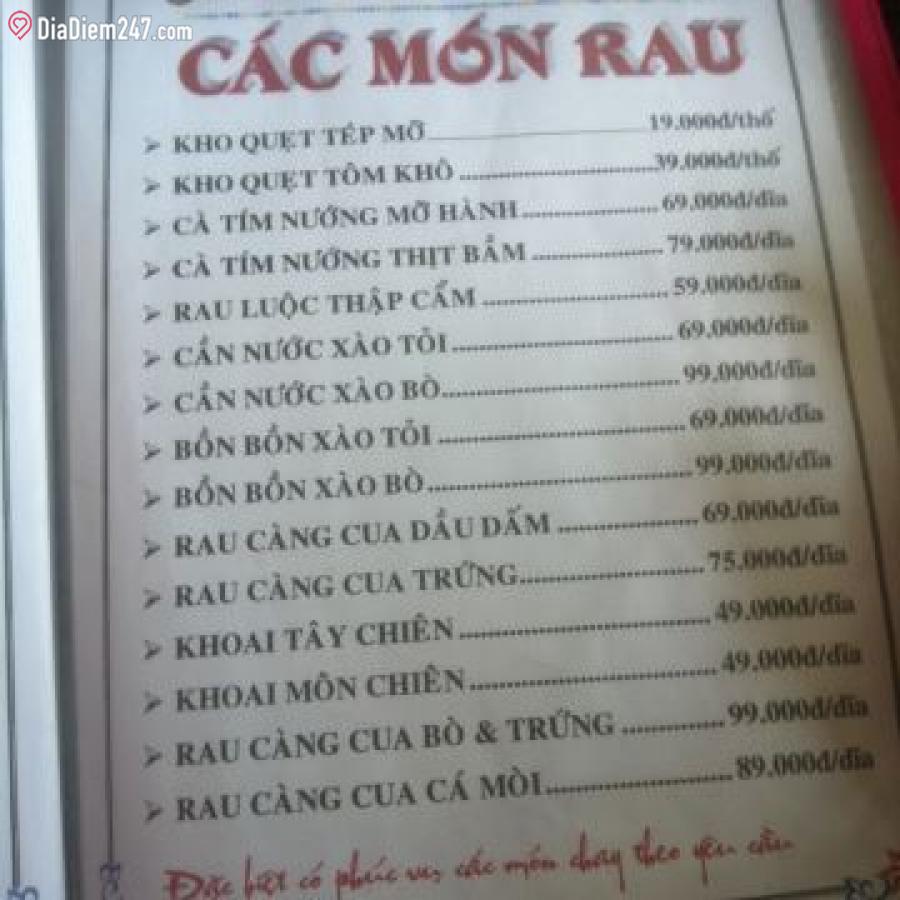 DiaDiem247.com
CÁC MÓN RAU
➢ KHO QUẸT TÉP MỠ 19.000đ/thố
➢ KHO QUẸT TÔM KHÔ 39.000đ/thố
➢ CÀ TÍM NƯỚNG MỠ HÀNH 69.000đ/đĩa
➢ CÀ TÍM NƯỚNG THỊT BẰM 79.000đ/đĩa
➢ RAU LUỘC THẬP CẨM 59.000đ/đĩa
➢ CẦN NƯỚC XÀO TỎI 69.000đ/đĩa
➢ CẦN NƯỚC XÀO BÒ 99.000đ/đĩa
➢ BỒN BỒN XÀO TỎI 69.000đ/đĩa
➢ BỒN BỒN XÀO BÒ 99.000đ/đĩa
➢ RAU CÀNG CUA DẦU DẤM 69.000đ/đĩa
➢ RAU CÀNG CUA TRỨNG 75.000đ/đĩa
➢ KHOAI TÂY CHIÊN 49.000đ/đĩa
➢ KHOAI MÔN CHIÊN 49.000đ/đĩa
➢ RAU CÀNG CUA BÒ & TRỨNG 99.000đ/đĩa
➢ RAU CÀNG CUA CÁ MÒI 89.000đ/đĩa
Đặc biệt có phục vụ các món chay theo yêu cầu